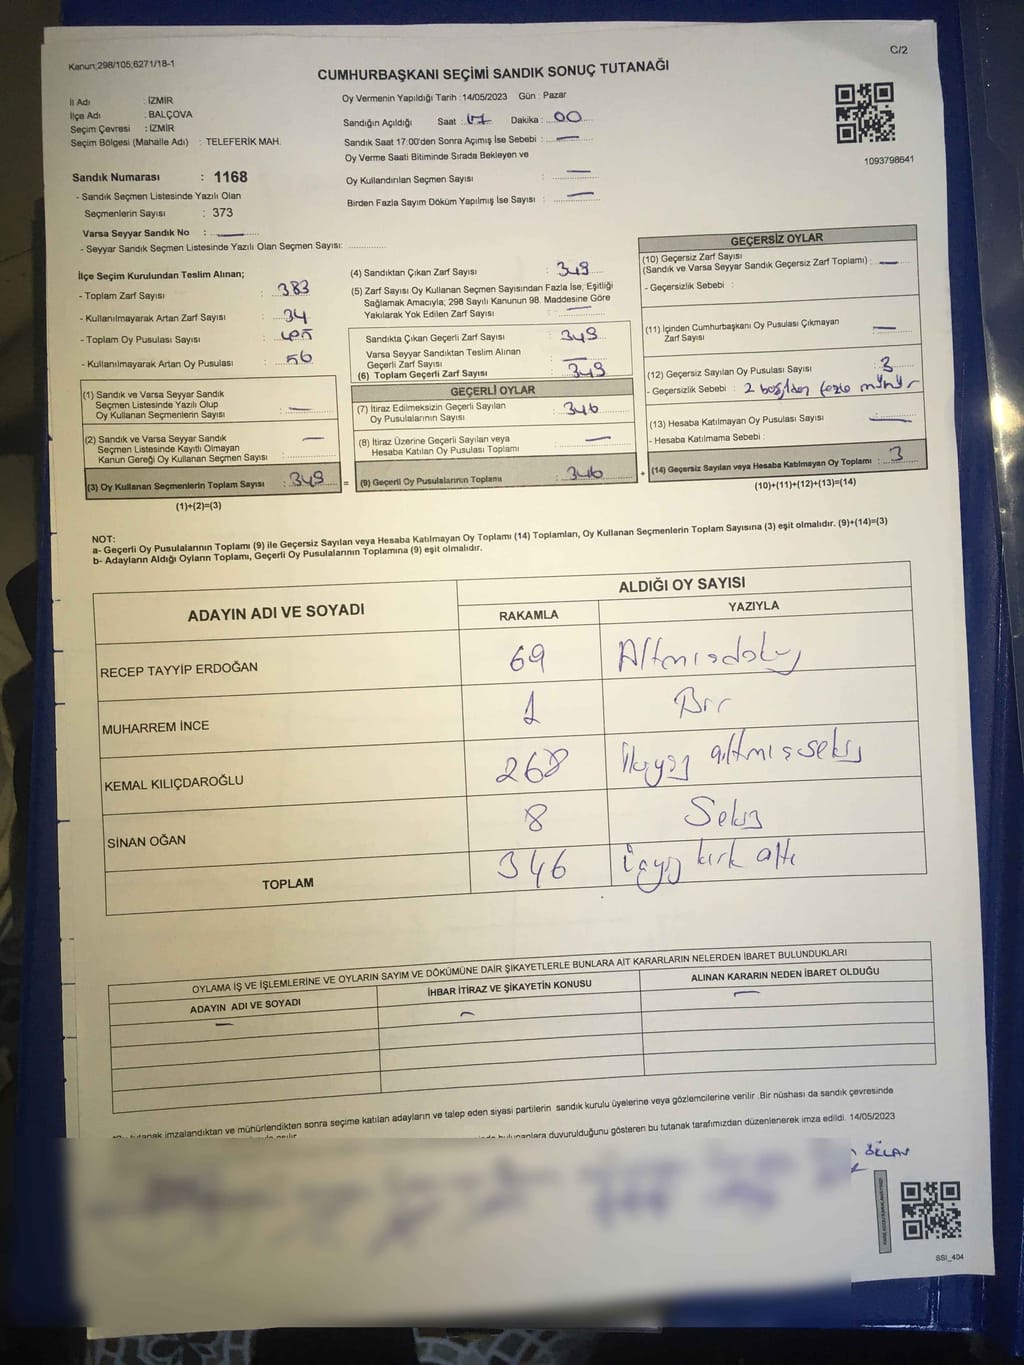 C/2
Kanun;298/105,6271/18-1
CUMHURBAŞKANI SEÇİMİ SANDIK SONUÇ TUTANAĞI
İl Adı : İZMİR
İlçe Adı : BALÇOVA
Seçim Çevresi : İZMİR
Seçim Bölgesi (Mahalle Adı) : TELEFERİK MAH.
Sandık Numarası : 1168
- Sandık Seçmen Listesinde Yazılı Olan
Seçmenlerin Sayısı : 373
Varsa Seyyar Sandık No :
- Seyyar Sandık Seçmen Listesinde Yazılı Olan Seçmen Sayısı:
Oy Vermenin Yapıldığı Tarih :14/05/2023 Gün : Pazar
Sandığın Açıldığı Saat : 17 Dakika : 00
Sandık Saat 17:00'den Sonra Açımış İse Sebebi : —
Oy Verme Saati Bitiminde Sırada Bekleyen ve
Oy Kullandırılan Seçmen Sayısı : —
Birden Fazla Sayım Döküm Yapılmış İse Sayısı : —
1093798641
İlçe Seçim Kurulundan Teslim Alınan;
- Toplam Zarf Sayısı : 383
- Kullanılmayarak Artan Zarf Sayısı : 34
- Toplam Oy Pusulası Sayısı :
- Kullanılmayarak Artan Oy Pusulası : 56
(1) Sandık ve Varsa Seyyar Sandık
Seçmen Listesinde Yazılı Olup
Oy Kullanan Seçmenlerin Sayısı : —
(2) Sandık ve Varsa Seyyar Sandık
Seçmen Listesinde Kayıtlı Olmayan
Kanun Gereği Oy Kullanan Seçmen Sayısı : —
(3) Oy Kullanan Seçmenlerin Toplam Sayısı : 349 =
(1)+(2)=(3)
(4) Sandıktan Çıkan Zarf Sayısı : 349
(5) Zarf Sayısı Oy Kullanan Seçmen Sayısından Fazla İse, Eşitliği
Sağlamak Amacıyla; 298 Sayılı Kanunun 98. Maddesine Göre
Yakılarak Yok Edilen Zarf Sayısı : —
Sandıkta Çıkan Geçerli Zarf Sayısı : 349
Varsa Seyyar Sandıktan Teslim Alınan
Geçerli Zarf Sayısı : —
(6) Toplam Geçerli Zarf Sayısı : 349
GEÇERLİ OYLAR
(7) İtiraz Edilmeksizin Geçerli Sayılan
Oy Pusulalarının Sayısı : 346
(8) İtiraz Üzerine Geçerli Sayılan veya
Hesaba Katılan Oy Pusulası Toplamı : —
(9) Geçerli Oy Pusulalarının Toplamı : 346 +
GEÇERSİZ OYLAR
(10) Geçersiz Zarf Sayısı
(Sandık ve Varsa Seyyar Sandık Geçersiz Zarf Toplamı) : —
- Geçersizlik Sebebi :
(11) İçinden Cumhurbaşkanı Oy Pusulası Çıkmayan
Zarf Sayısı : —
(12) Geçersiz Sayılan Oy Pusulası Sayısı : 3
- Geçersizlik Sebebi : 2 fazla mühür
(13) Hesaba Katılmayan Oy Pusulası Sayısı : —
- Hesaba Katılmama Sebebi :
(14) Geçersiz Sayılan veya Hesaba Katılmayan Oy Toplamı : 3
(10)+(11)+(12)+(13)=(14)
NOT:
a- Geçerli Oy Pusulalarının Toplamı (9) ile Geçersiz Sayılan veya Hesaba Katılmayan Oy Toplamı (14) Toplamları, Oy Kullanan Seçmenlerin Toplam Sayısına (3) eşit olmalıdır. (9)+(14)=(3)
b- Adayların Aldığı Oyların Toplamı, Geçerli Oy Pusulalarının Toplamına (9) eşit olmalıdır.
ADAYIN ADI VE SOYADI
ALDIĞI OY SAYISI
RAKAMLA YAZIYLA
RECEP TAYYİP ERDOĞAN 69 Altmışdokuz
MUHARREM İNCE 1 Bir
KEMAL KILIÇDAROĞLU 268 İkiyüz altmış sekiz
SİNAN OĞAN 8 Sekiz
TOPLAM 346 Üçyüz kırk altı
OYLAMA İŞ VE İŞLEMLERİNE VE OYLARIN SAYIM VE DÖKÜMÜNE DAİR ŞİKAYETLERLE BUNLARA AİT KARARLARIN NELERDEN İBARET BULUNDUKLARI
ADAYIN ADI VE SOYADI İHBAR İTİRAZ VE ŞİKAYETİN KONUSU ALINAN KARARIN NEDEN İBARET OLDUĞU
— — —
tutanak imzalandıktan ve mühürlendikten sonra seçime katılan adayların ve talep eden siyasi partilerin sandık kurulu üyelerine veya gözlemcilerine verilir .Bir nüshası da sandık çevresinde
duyurulduğunu gösteren bu tutanak tarafımızdan düzenlenerek imza edildi. 14/05/2023
SSI_404